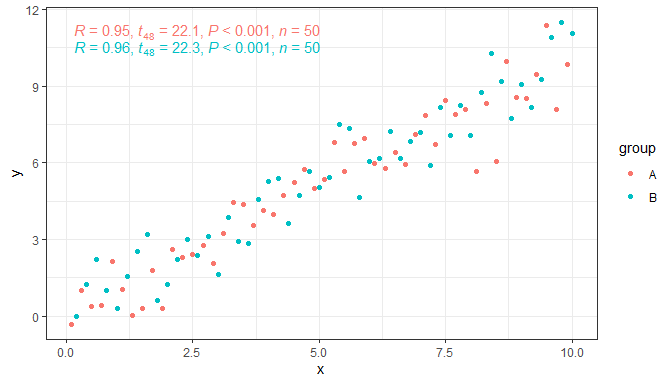 R = 0.95, t48 = 22.1, P < 0.001, n = 50
R = 0.96, t48 = 22.3, P < 0.001, n = 50
12
9
6
3
0
y
0.0 2.5 5.0 7.5 10.0
x
group
A
B